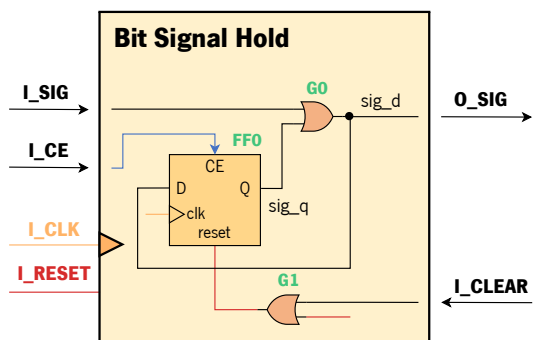 Bit Signal Hold
I_SIG
G0
sig_d
O_SIG
I_CE
FF0
CE
D
Q
sig_q
clk
I_CLK
reset
I_RESET
G1
I_CLEAR